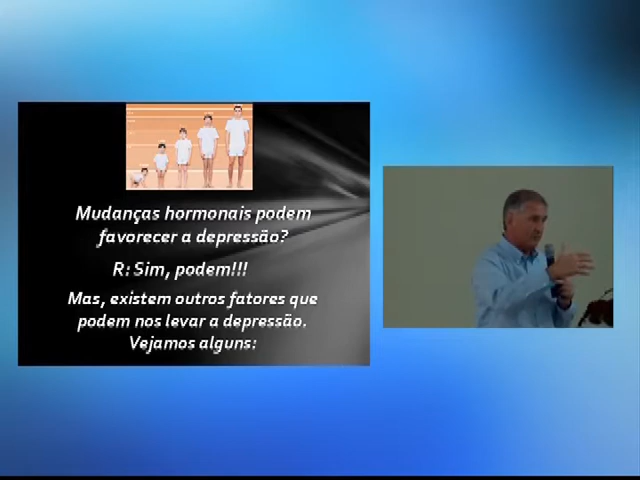 Mudanças hormonais podem
favorecer a depressão?
R: Sim, podem!!!
Mas, existem outros fatores que
podem nos levar a depressão.
Vejamos alguns: